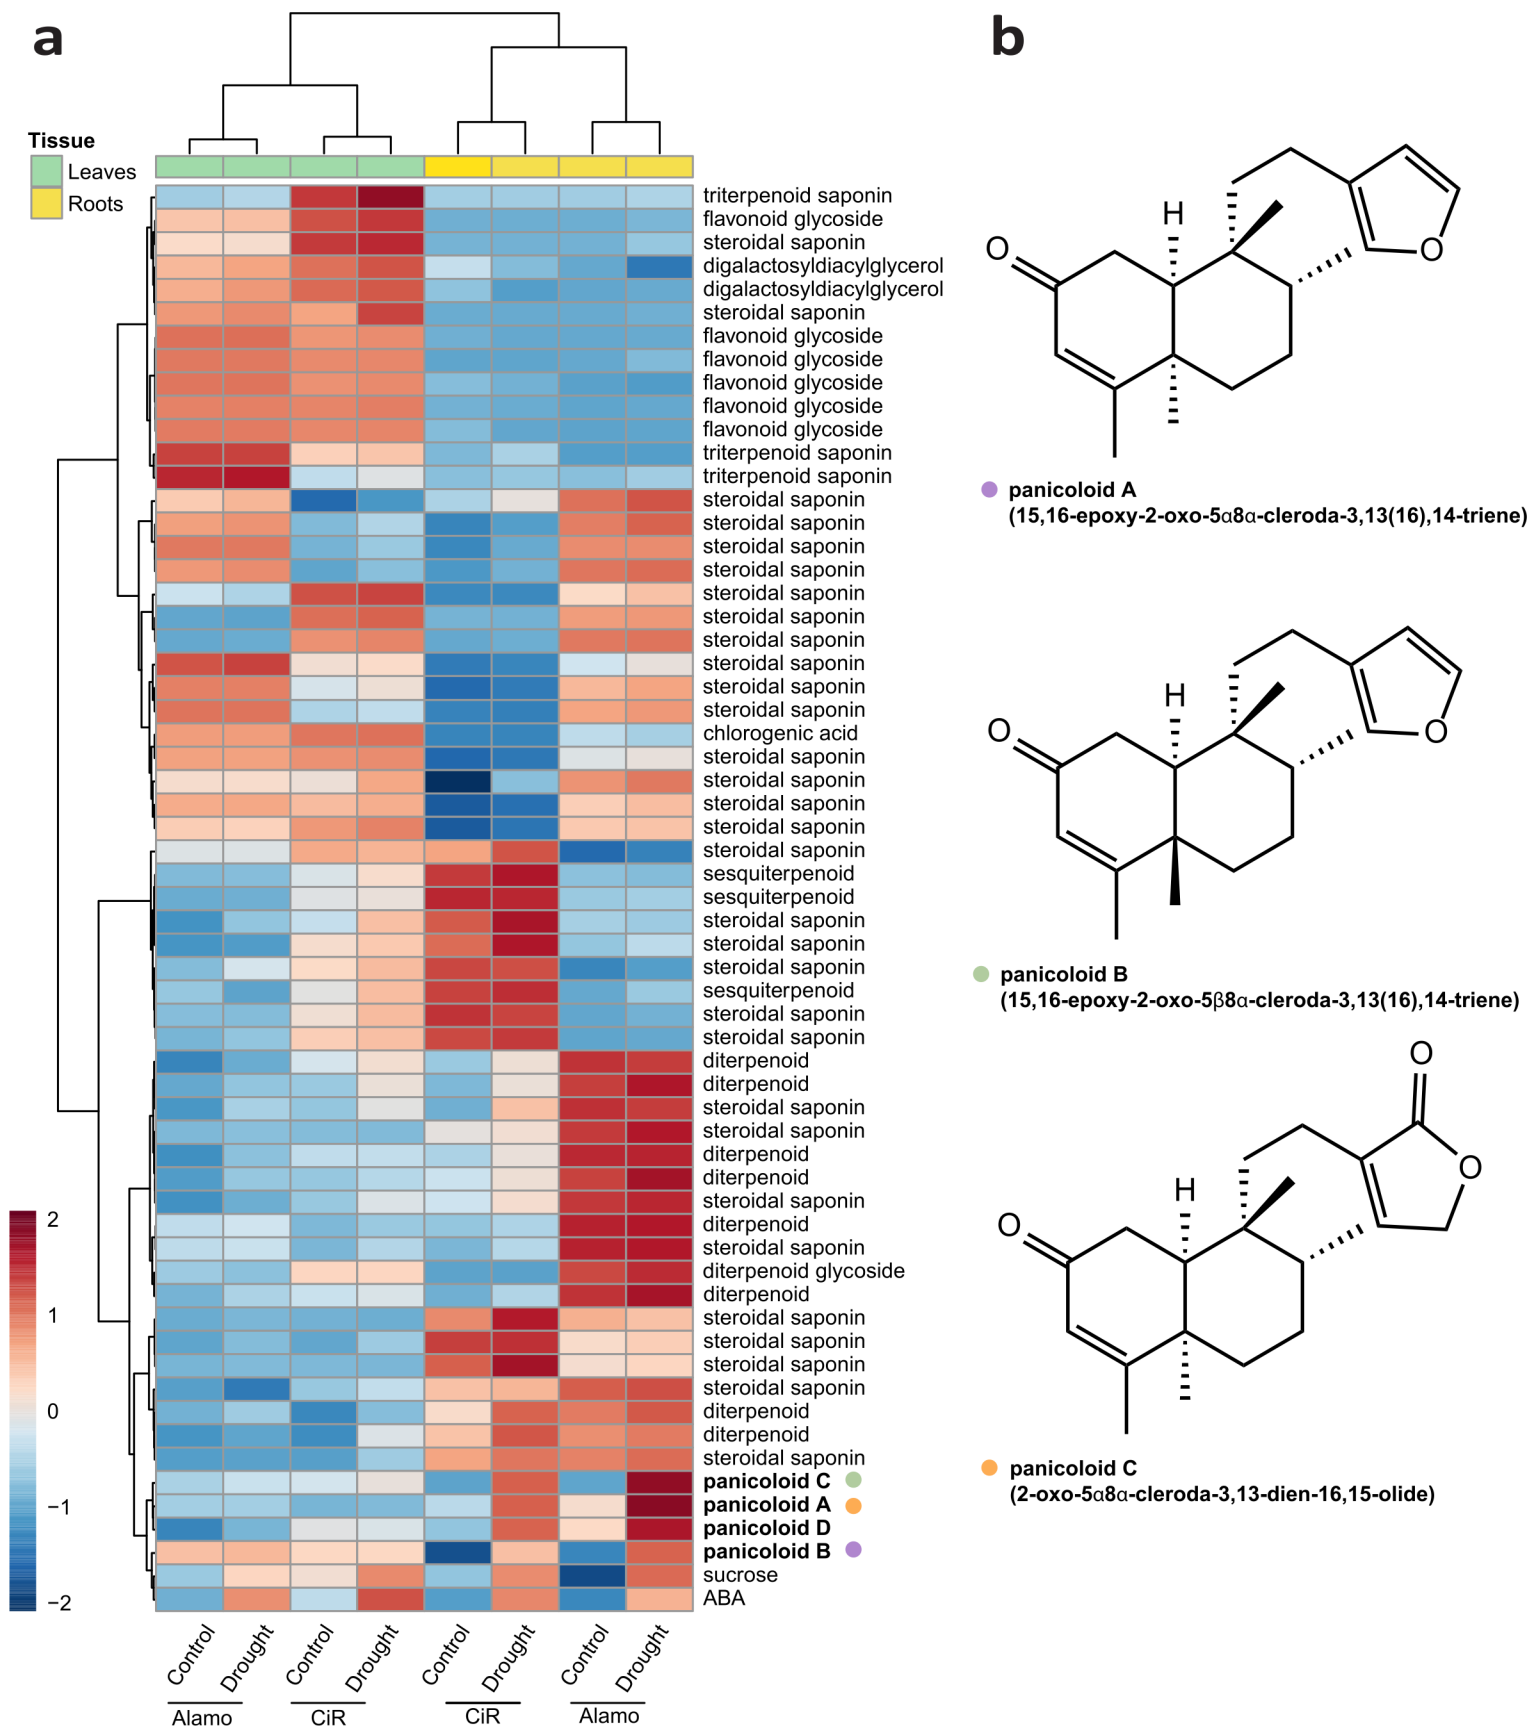 a
b
Tissue
Leaves
Roots
triterpenoid saponin
flavonoid glycoside
steroidal saponin
digalactosyldiacylglycerol
digalactosyldiacylglycerol
steroidal saponin
flavonoid glycoside
flavonoid glycoside
flavonoid glycoside
flavonoid glycoside
flavonoid glycoside
triterpenoid saponin
triterpenoid saponin
steroidal saponin
steroidal saponin
steroidal saponin
steroidal saponin
steroidal saponin
steroidal saponin
steroidal saponin
steroidal saponin
steroidal saponin
steroidal saponin
chlorogenic acid
steroidal saponin
steroidal saponin
steroidal saponin
steroidal saponin
steroidal saponin
sesquiterpenoid
sesquiterpenoid
steroidal saponin
steroidal saponin
steroidal saponin
sesquiterpenoid
steroidal saponin
steroidal saponin
diterpenoid
diterpenoid
steroidal saponin
steroidal saponin
diterpenoid
diterpenoid
steroidal saponin
diterpenoid
steroidal saponin
diterpenoid glycoside
diterpenoid
steroidal saponin
steroidal saponin
steroidal saponin
steroidal saponin
diterpenoid
diterpenoid
steroidal saponin
panicoloid C
panicoloid A
panicoloid D
panicoloid B
sucrose
ABA
2
1
0
−1
−2
Control
Drought
Control
Drought
Control
Drought
Control
Drought
Alamo
CiR
CiR
Alamo
H
O
O
panicoloid A
(15,16-epoxy-2-oxo-5α8α-cleroda-3,13(16),14-triene)
H
O
O
panicoloid B
(15,16-epoxy-2-oxo-5β8α-cleroda-3,13(16),14-triene)
O
O
H
O
panicoloid C
(2-oxo-5α8α-cleroda-3,13-dien-16,15-olide)